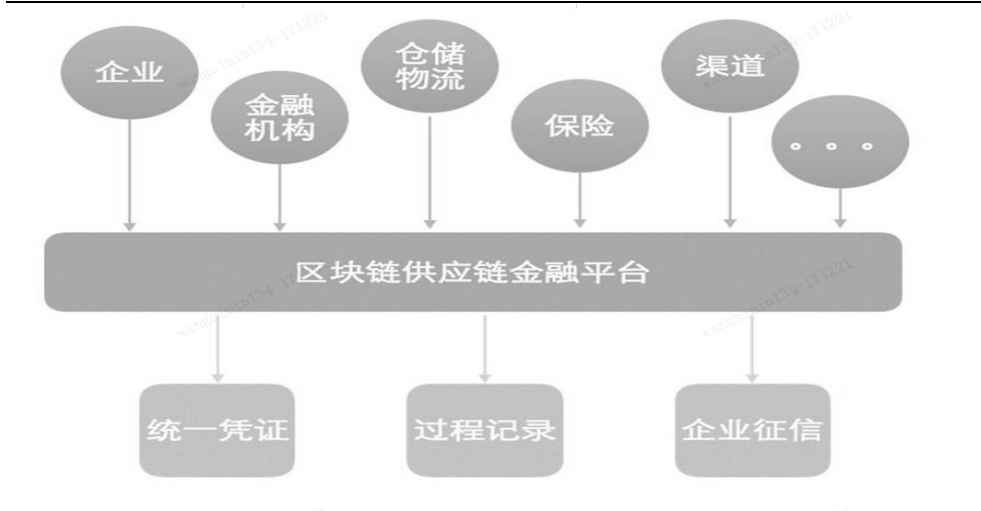 企业
金融
机构
仓储
物流
保险
渠道
。。。
区块链供应链金融平台
统一凭证
过程记录
企业征信